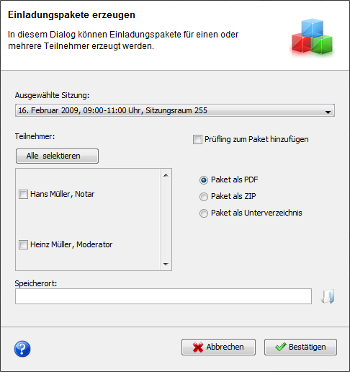 Einladungspakete erzeugen
In diesem Dialog können Einladungspakete für einen oder
mehrere Teilnehmer erzeugt werden.
Ausgewählte Sitzung:
16. Februar 2009, 09:00-11:00 Uhr, Sitzungsraum 255
Teilnehmer:
Prüfling zum Paket hinzufügen
Alle selektieren
Hans Müller, Notar
Heinz Müller, Moderator
Paket als PDF
Paket als ZIP
Paket als Unterverzeichnis
Speicherort:
?
Abbrechen
Bestätigen